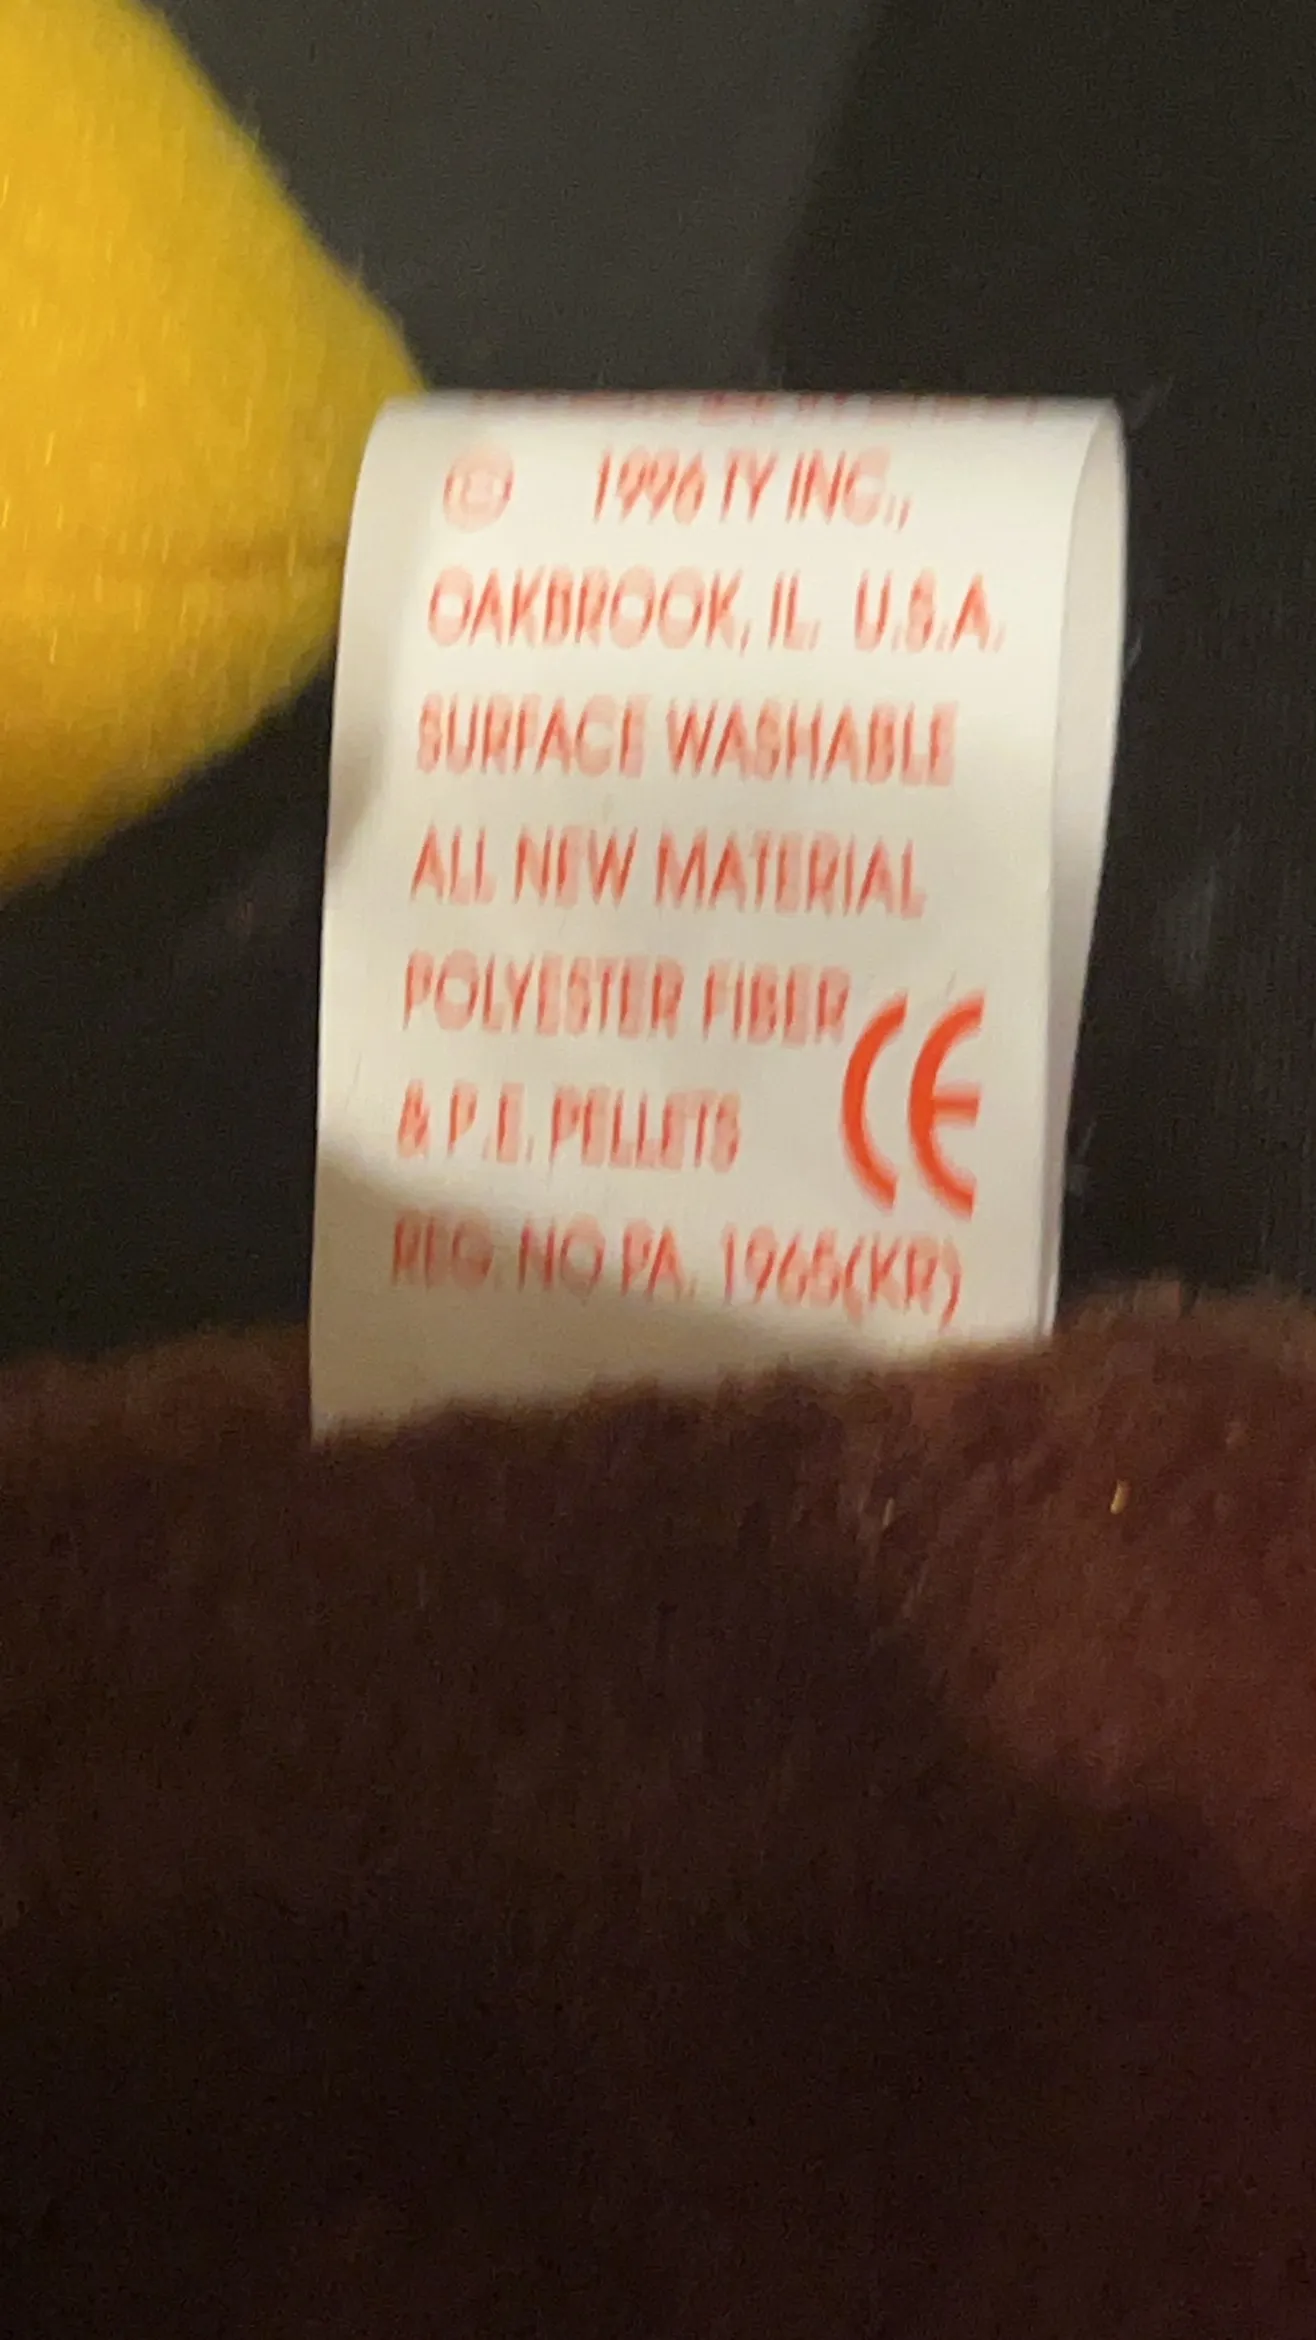 © 1996 TY INC.,
OAKBROOK, IL. U.S.A.
SURFACE WASHABLE
ALL NEW MATERIAL
POLYESTER FIBER
& P.E. PELLETS
CE
REG. NO PA. 1965(KR)